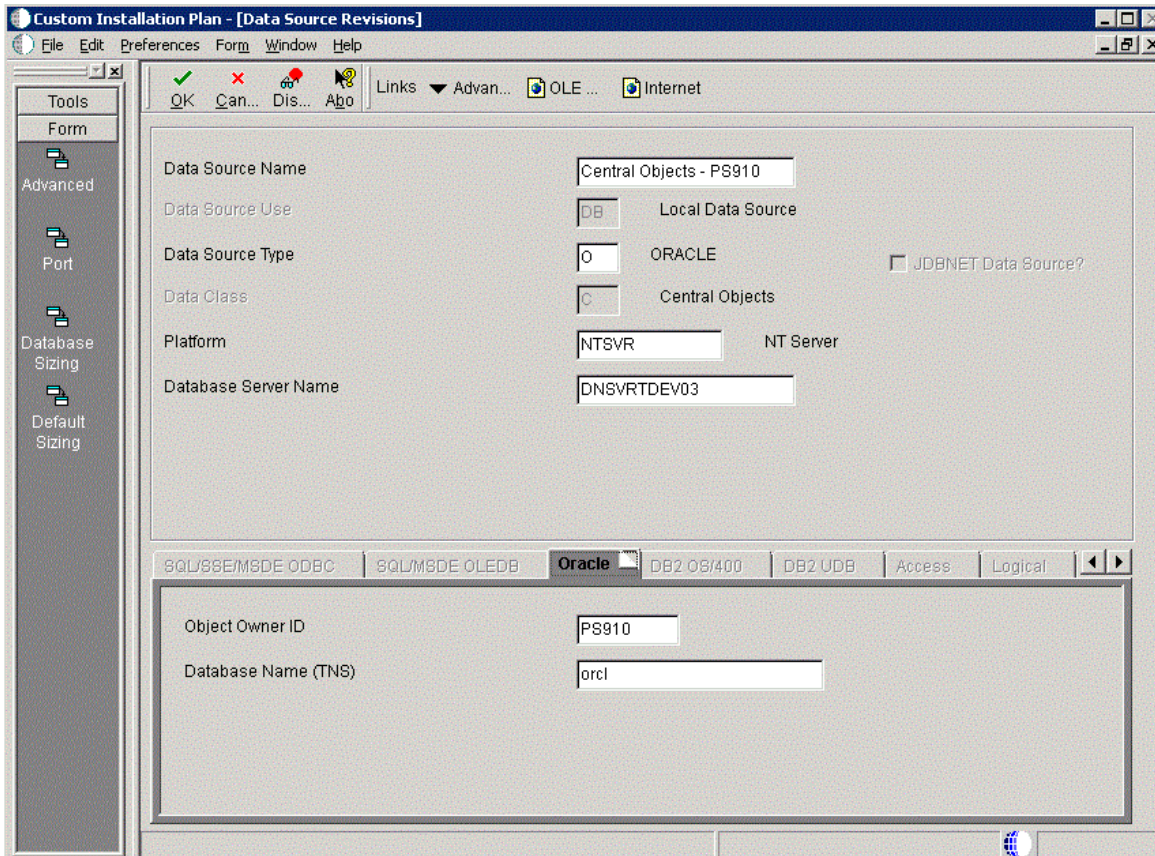 Custom Installation Plan - [Data Source Revisions]
File Edit Preferences Form Window Help
Tools
Form
Advanced
Port
Database
Sizing
Default
Sizing
OK Can... Dis... Abo Links Advan... OLE ... Internet
Data Source Name Central Objects - PS910
Data Source Use DB Local Data Source
Data Source Type O ORACLE JDBNET Data Source?
Data Class C Central Objects
Platform NTSVR NT Server
Database Server Name DNSVRTDEV03
SQL/SSE/MSDE ODBC SQL/MSDE OLEDB Oracle DB2 OS/400 DB2 UDB Access Logical
Object Owner ID PS910
Database Name (TNS) orcl